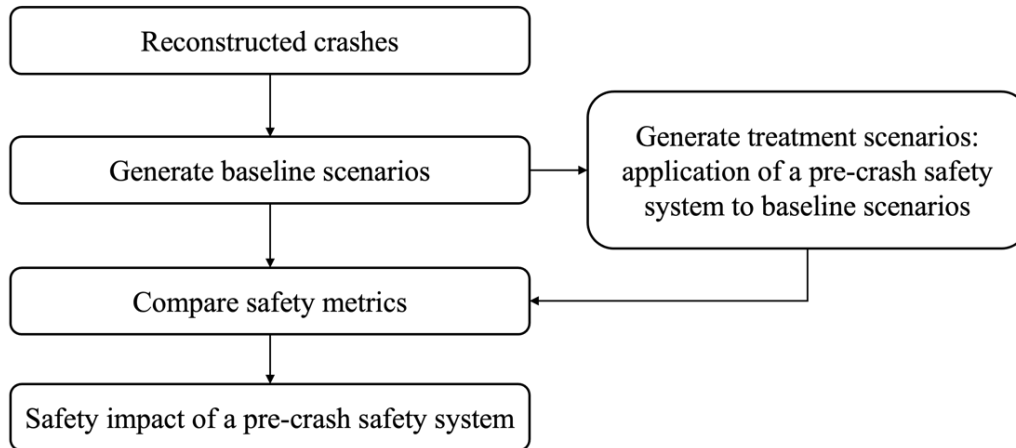 Reconstructed crashes
Generate baseline scenarios
Generate treatment scenarios:
application of a pre-crash safety
system to baseline scenarios
Compare safety metrics
Safety impact of a pre-crash safety system